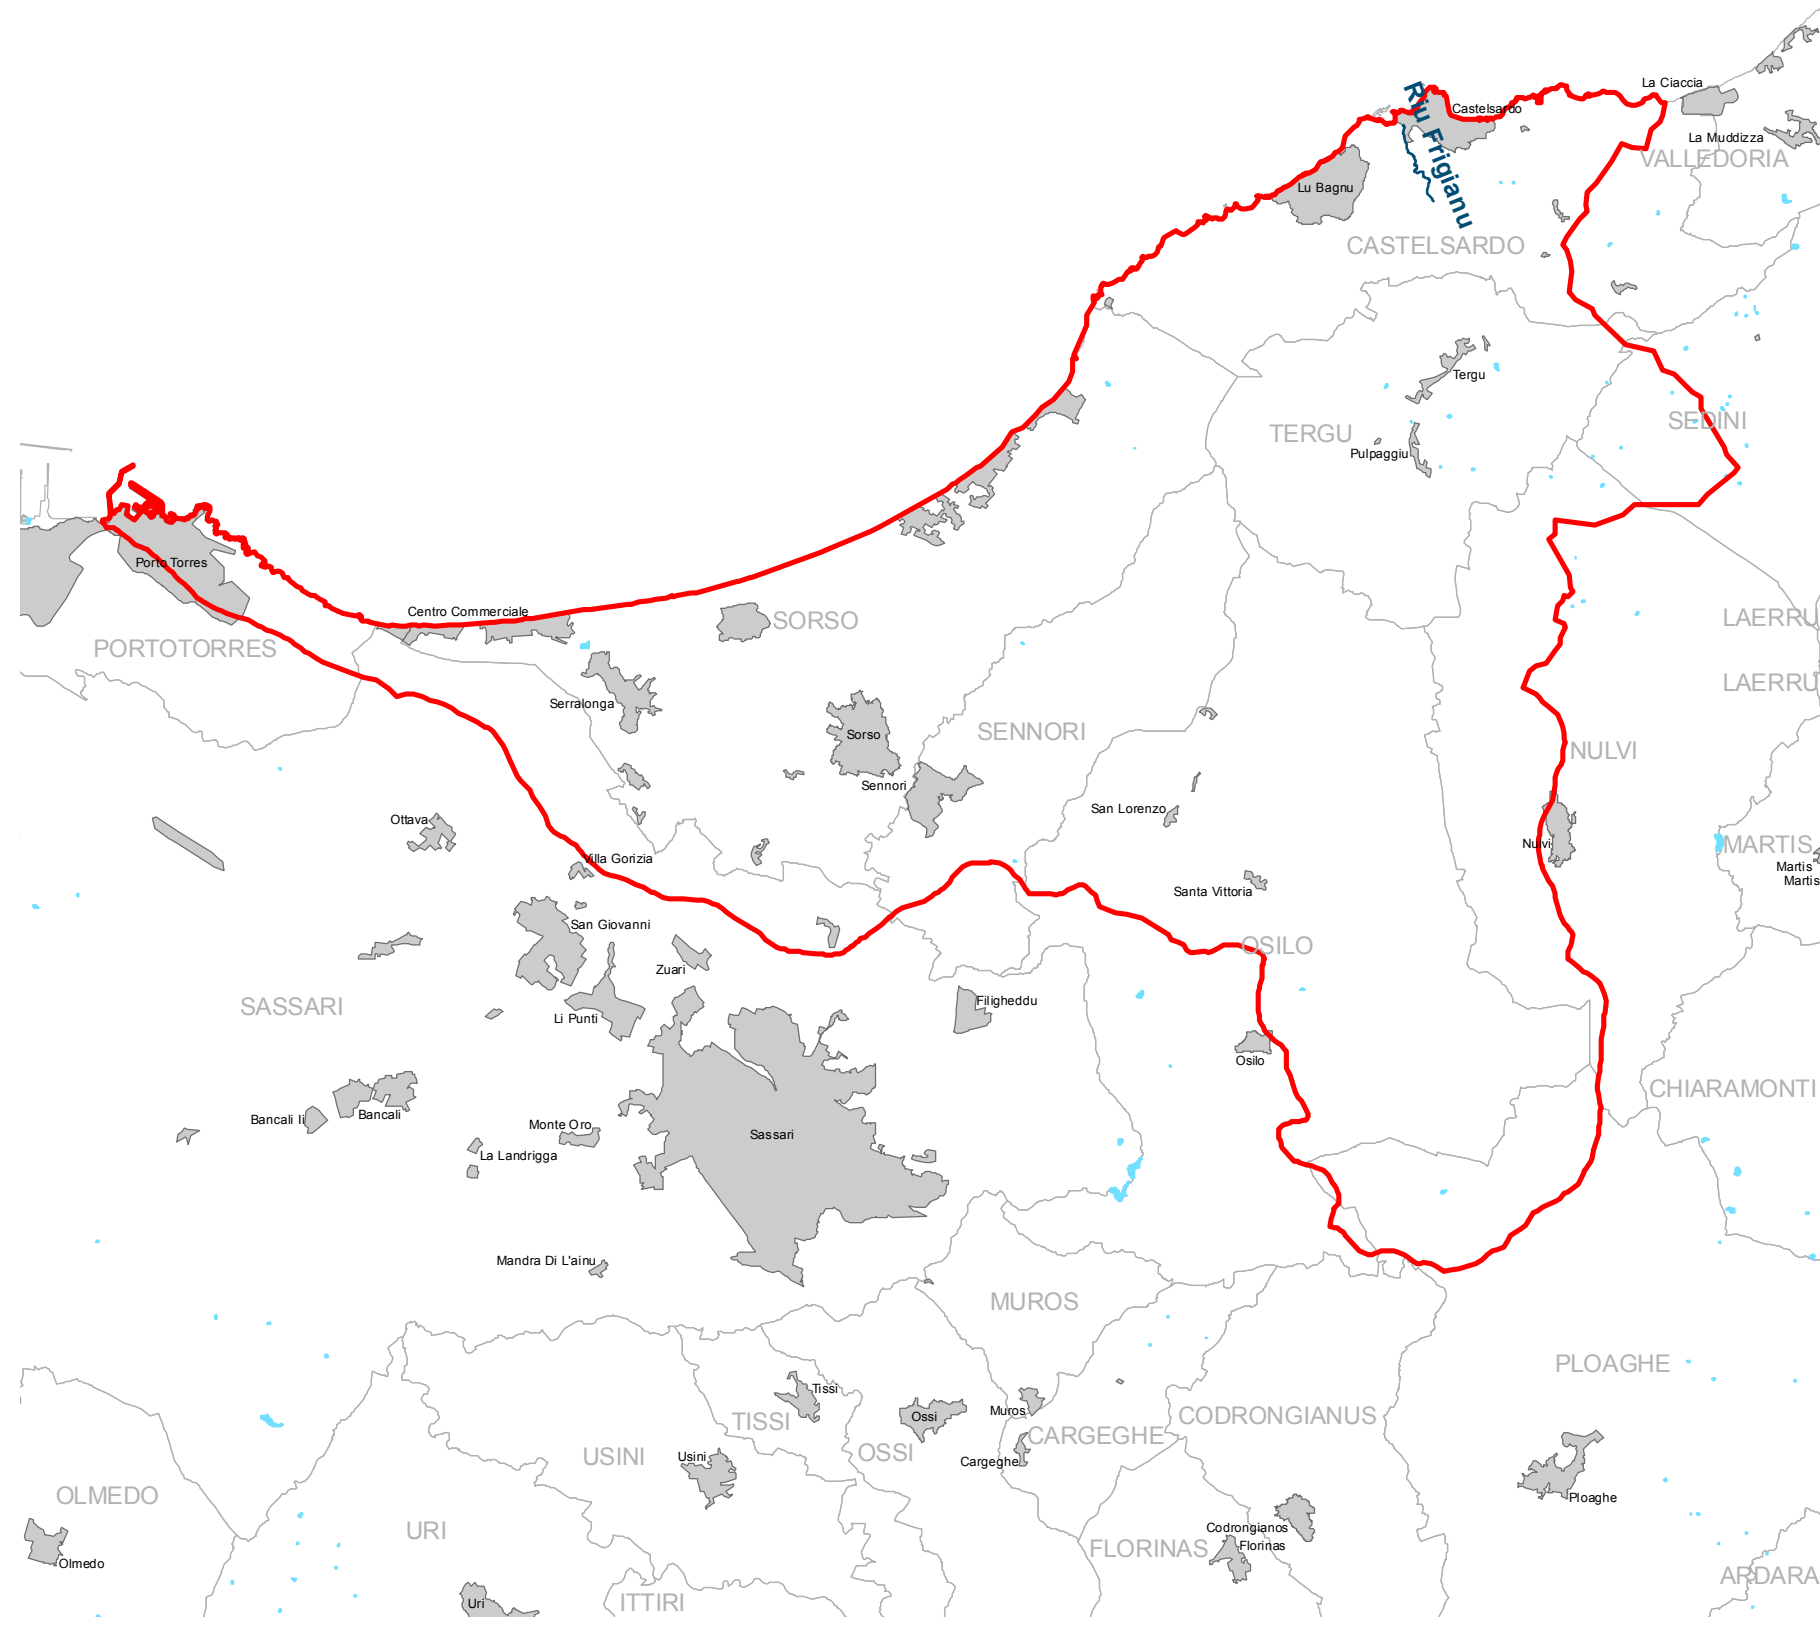 La Ciaccia
Riu Frigianu
Castelsardo
La Muddizza
VALLEDORIA
Lu Bagnu
CASTELSARDO
Tergu
SEDINI
TERGU
Pulpaggiu
Porto Torres
Centro Commerciale
SORSO
LAERRU
PORTOTORRES
LAERRU
Serralonga
SENNORI
Sorso
NULVI
Sennori
San Lorenzo
Ottava
Nulvi
MARTIS
Villa Gorizia
Martis
Martis
Santa Vittoria
San Giovanni
OSILO
Zuari
Filigheddu
SASSARI
Li Punti
Osilo
CHIARAMONTI
Bancali Ii
Bancali
Monte Oro
Sassari
La Landrigga
Mandra Di L'ainu
MUROS
PLOAGHE
Tissi
Muros
Ossi
CODRONGIANUS
TISSI
CARGEGHE
OSSI
USINI
Usini
Cargeghe
OLMEDO
Ploaghe
URI
Codrongianos
Florinas
FLORINAS
Olmedo
ARDARA
Uri
ITTIRI